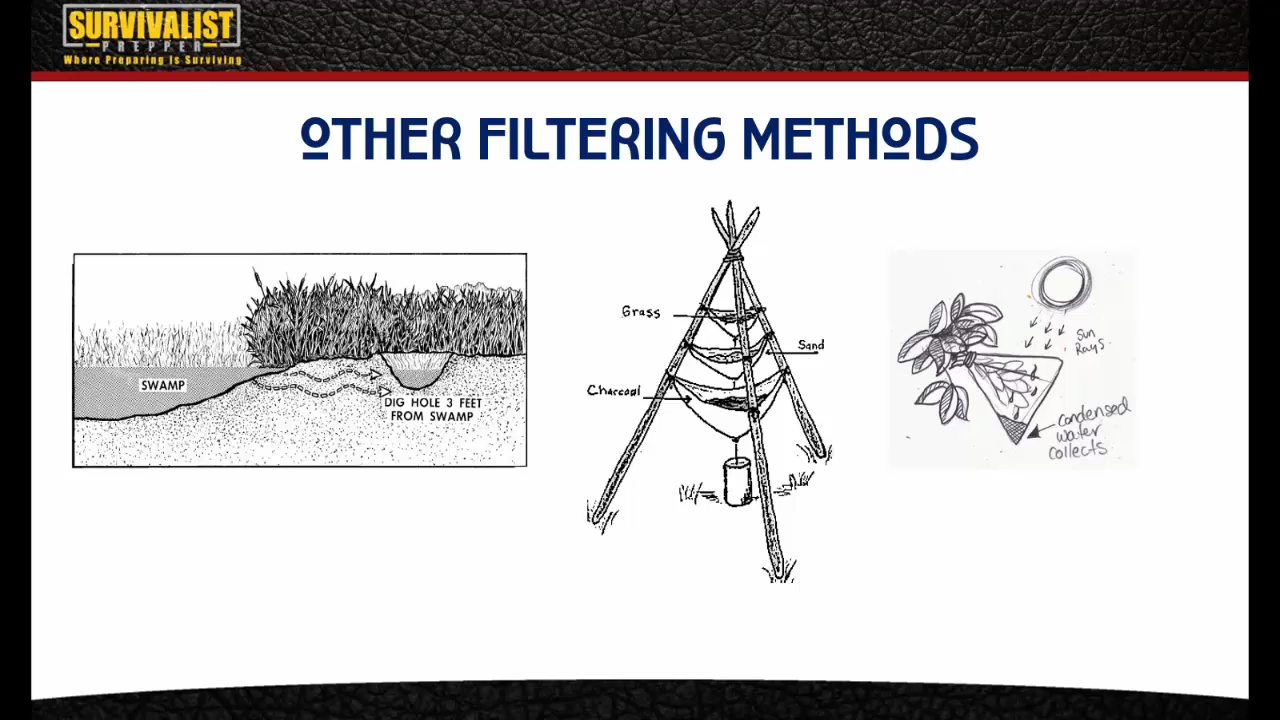 SURVIVALIST
PREPPER
Where Preparing Is Surviving
OTHER FILTERING METHODS
SWAMP
DIG HOLE 3 FEET
FROM SWAMP
Grass
Sand
Charcoal
Sun
Rays
Condensed
Water
Collects